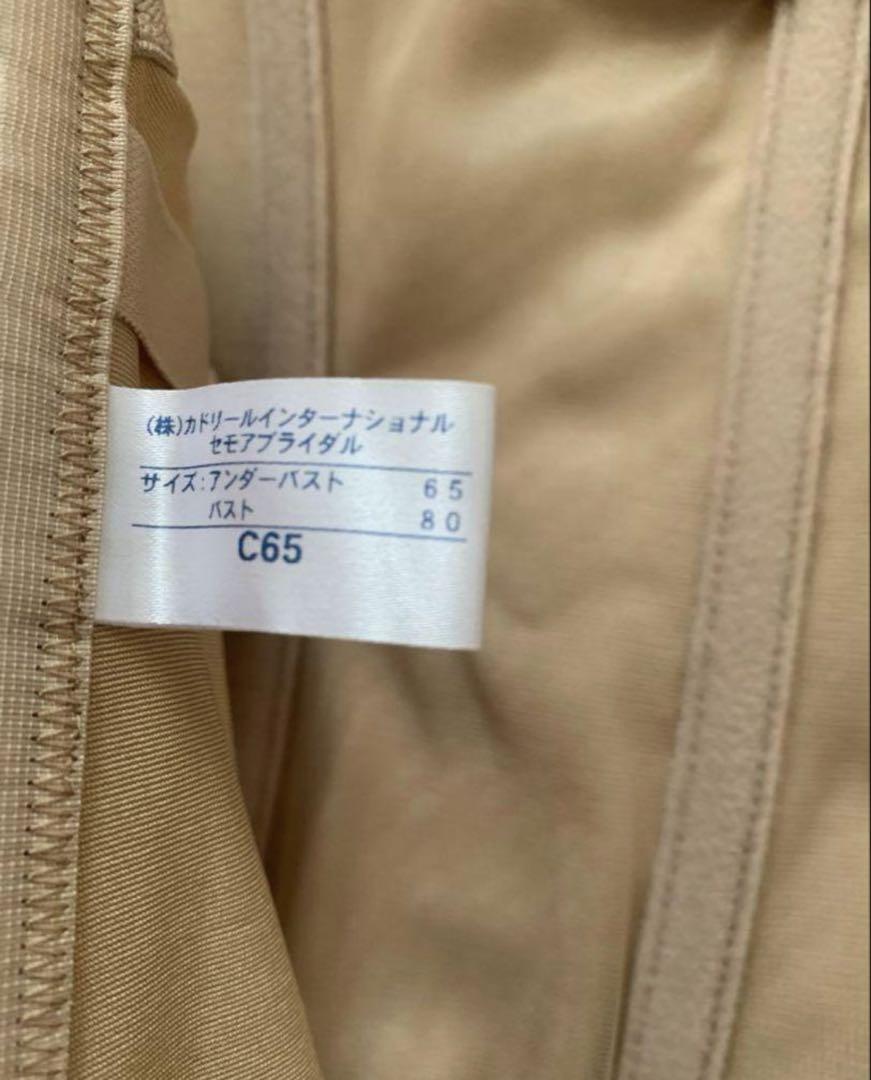 (株)カドリールインターナショナル
セモアブライダル
サイズ:アンダーバスト 65
バスト 80
C65